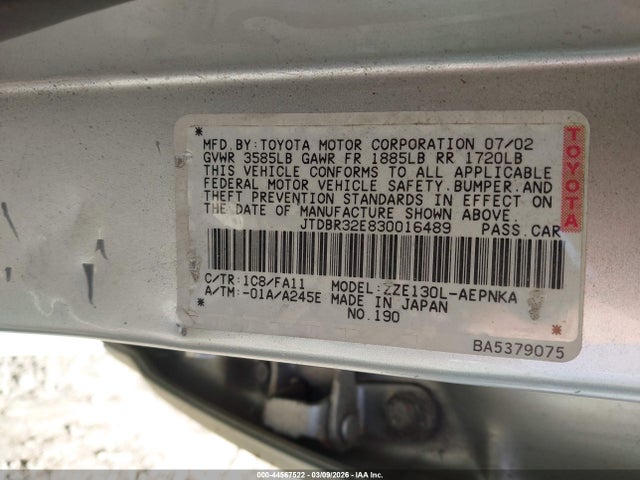 MFD.BY:TOYOTA MOTOR CORPORATION 07/02
GVWR 3585LB GAWR FR 1885LB RR 1720LB
THIS VEHICLE CONFORMS TO ALL APPLICABLE
FEDERAL MOTOR VEHICLE SAFETY.BUMPER.AND
THEFT PREVENTION STANDARDS IN EFFECT ON
THE DATE OF MANUFACTURE SHOWN ABOVE.
JTDBR32E830016489 PASS.CAR
TOYOTA
C/TR:1C8/FA11 MODEL:ZZE130L-AEPNKA
A/TM:-01A/A245E MADE IN JAPAN
NO.190
BA5379075
000-44567522 - 03/09/2026 - IAA Inc.